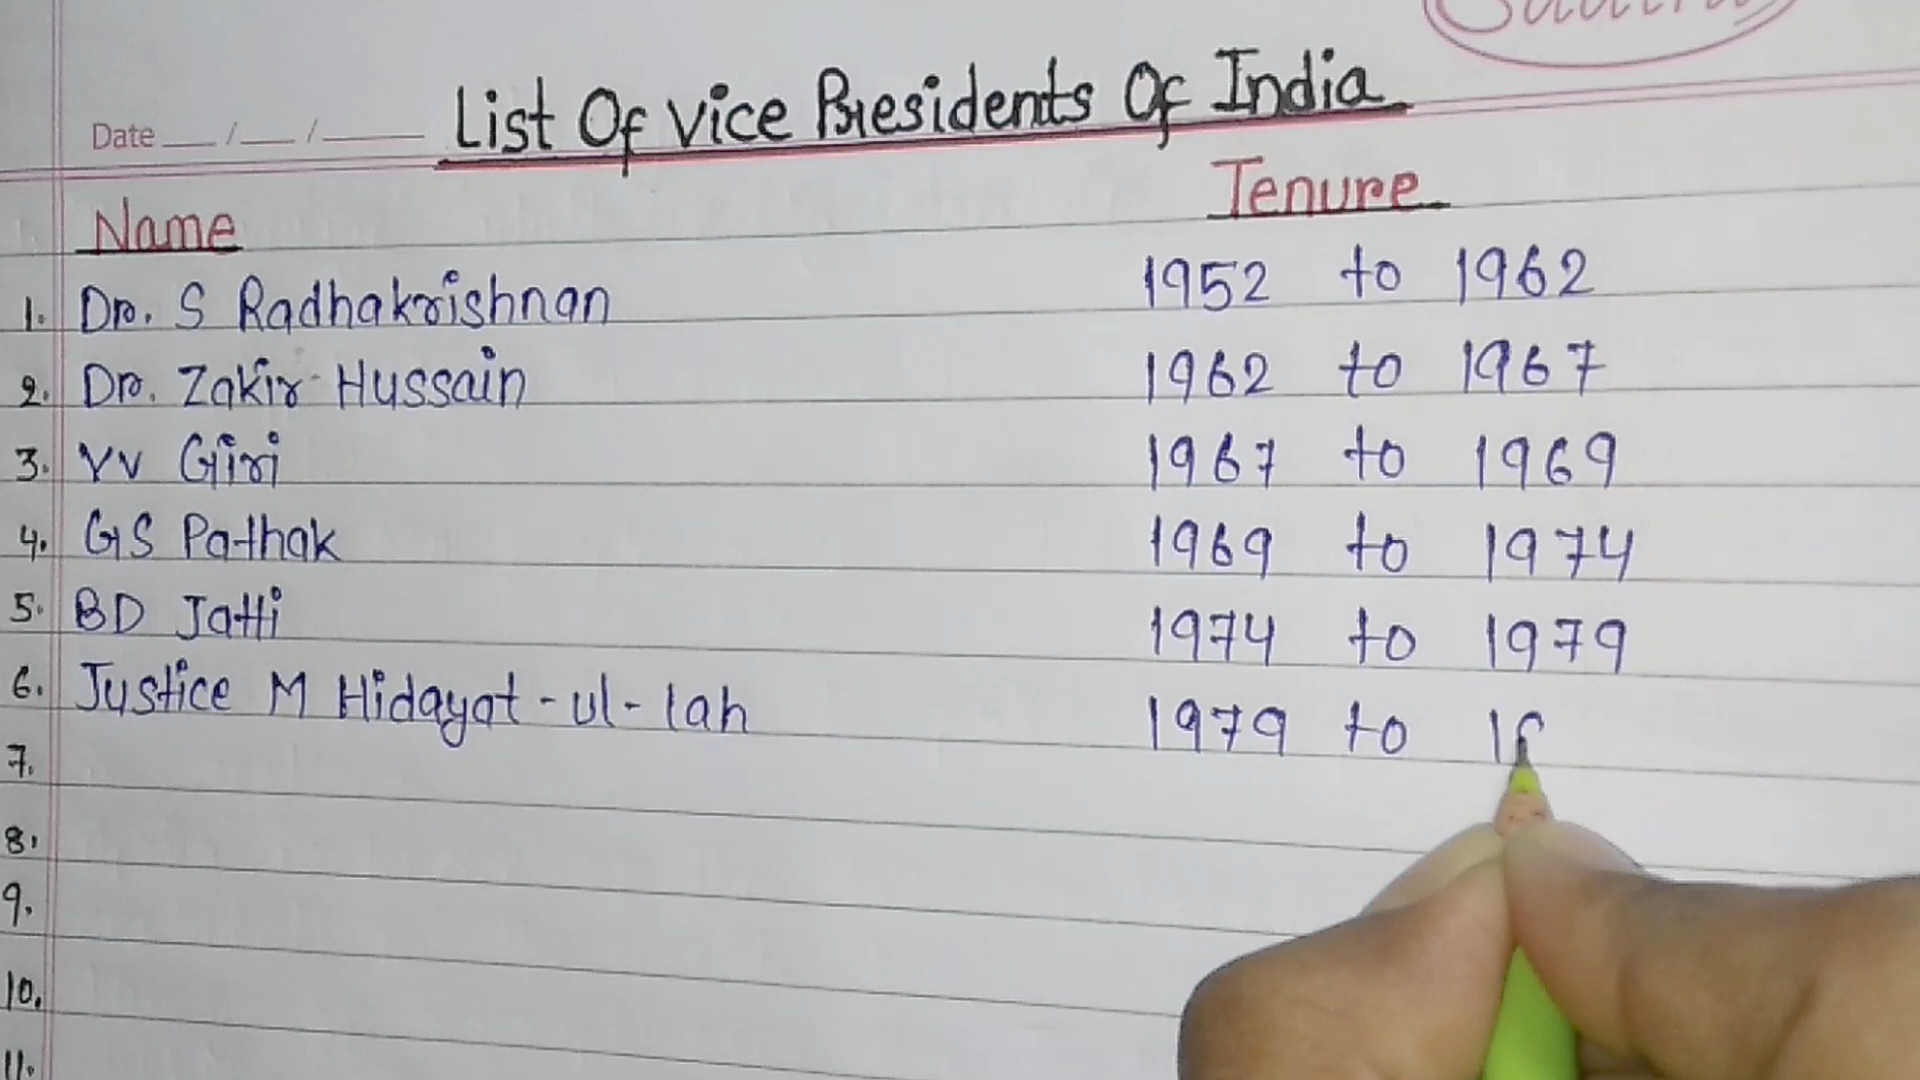 Date __/__/____
List Of Vice Presidents Of India
Name Tenure
1. Dr. S Radhakrishnan 1952 to 1962
2. Dr. Zakir Hussain 1962 to 1967
3. VV Giri 1967 to 1969
4. GS Pathak 1969 to 1974
5. BD Jatti 1974 to 1979
6. Justice M Hidayat-ul-lah 1979 to 19
7.
8.
9.
10.
11.